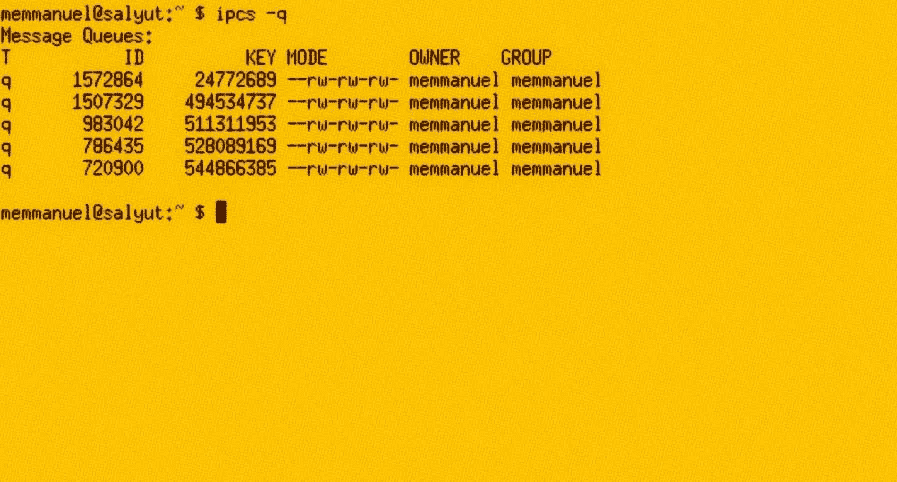 memmanuel@salyut:~ $ ipcs -q
Message Queues:
T ID KEY MODE OWNER GROUP
q 1572864 24772689 --rw-rw-rw- memmanuel memmanuel
q 1507329 494534737 --rw-rw-rw- memmanuel memmanuel
q 983042 511311953 --rw-rw-rw- memmanuel memmanuel
q 786435 528089169 --rw-rw-rw- memmanuel memmanuel
q 720900 544866385 --rw-rw-rw- memmanuel memmanuel
memmanuel@salyut:~ $